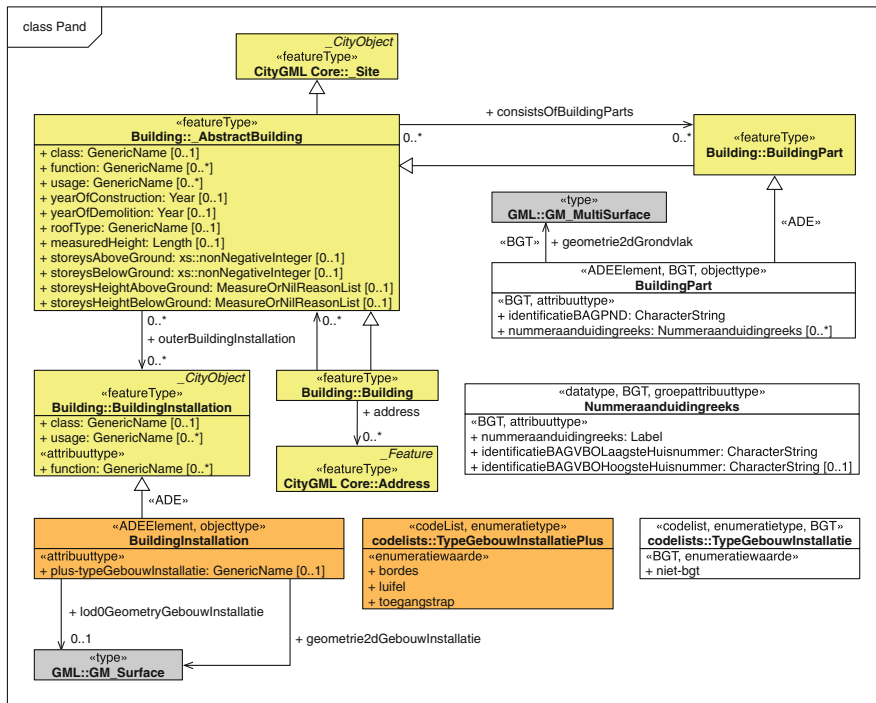 class Pand
_CityObject
«featureType»
CityGML Core::_Site
«featureType»
Building::_AbstractBuilding
+ class: GenericName [0..1]
+ function: GenericName [0..*]
+ usage: GenericName [0..*]
+ yearOfConstruction: Year [0..1]
+ yearOfDemolition: Year [0..1]
+ roofType: GenericName [0..1]
+ measuredHeight: Length [0..1]
+ storeysAboveGround: xs::nonNegativeInteger [0..1]
+ storeysBelowGround: xs::nonNegativeInteger [0..1]
+ storeysHeightAboveGround: MeasureOrNilReasonList [0..1]
+ storeysHeightBelowGround: MeasureOrNilReasonList [0..1]
+ consistsOfBuildingParts
0..*
0..*
«featureType»
Building::BuildingPart
«ADE»
«type»
GML::GM_MultiSurface
«BGT»
+ geometrie2dGrondvlak
«ADEElement, BGT, objecttype»
BuildingPart
«BGT, attribuuttype»
+ identificatieBAGPND: CharacterString
+ nummeraanduidingreeks: Nummeraanduidingreeks [0..*]
0..*
+ outerBuildingInstallation
0..*
0..*
_CityObject
«featureType»
Building::BuildingInstallation
+ class: GenericName [0..1]
+ usage: GenericName [0..*]
«attribuuttype»
+ function: GenericName [0..*]
«featureType»
Building::Building
+ address
0..*
_Feature
«featureType»
CityGML Core::Address
«datatype, BGT, groepattribuuttype»
Nummeraanduidingreeks
«BGT, attribuuttype»
+ nummeraanduidingreeks: Label
+ identificatieBAGVBOLaagsteHuisnummer: CharacterString
+ identificatieBAGVBOHoogsteHuisnummer: CharacterString [0..1]
«ADE»
«ADEElement, objecttype»
BuildingInstallation
«attribuuttype»
+ plus-typeGebouwInstallatie: GenericName [0..1]
«codeList, enumeratietype»
codelists::TypeGebouwInstallatiePlus
«enumeratiewaarde»
+ bordes
+ luifel
+ toegangstrap
«codelist, enumeratietype, BGT»
codelists::TypeGebouwInstallatie
«BGT, enumeratiewaarde»
+ niet-bgt
+ lod0GeometryGebouwInstallatie
0..1
+ geometrie2dGebouwInstallatie
«type»
GML::GM_Surface